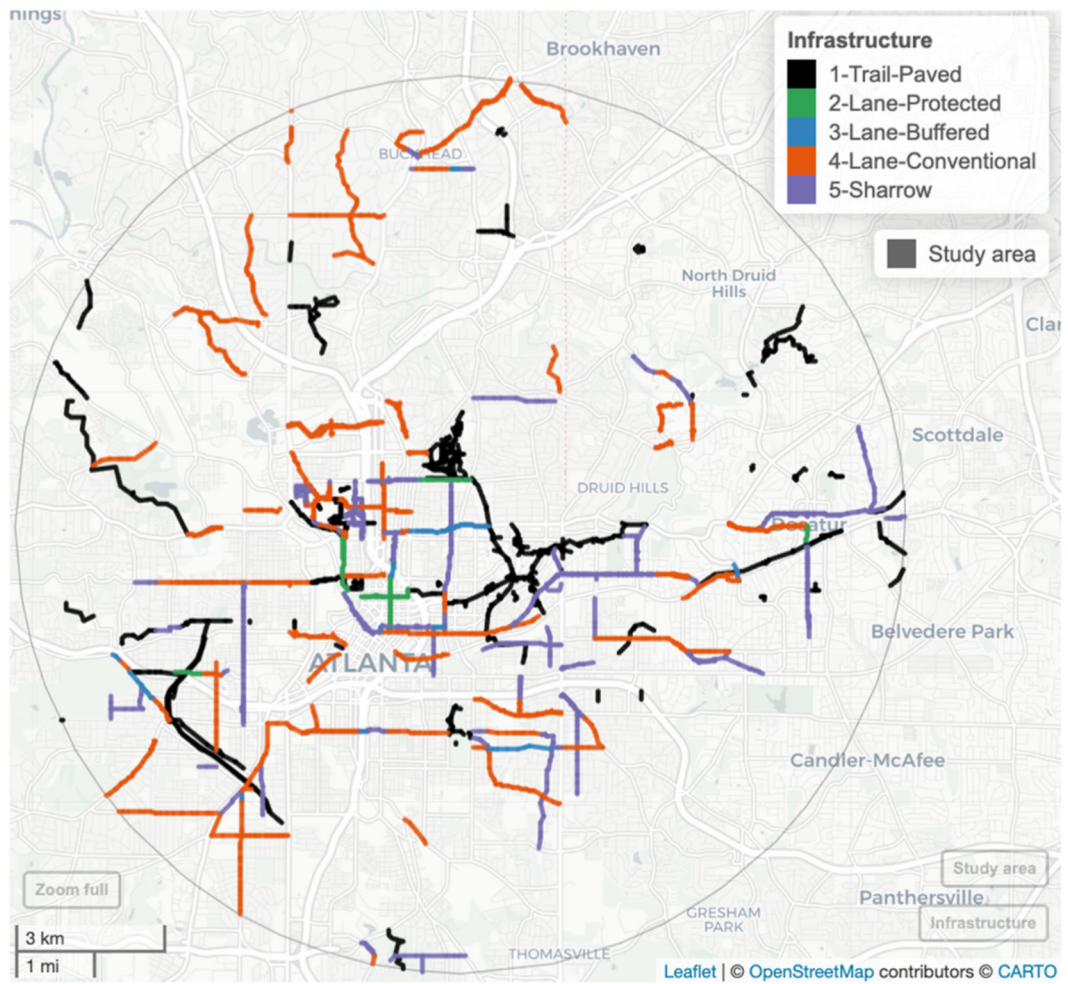 nings
Brookhaven
Infrastructure
1-Trail-Paved
2-Lane-Protected
3-Lane-Buffered
4-Lane-Conventional
5-Sharrow
BUCKHEAD
Study area
North Druid
Hills
Clar
Scottdale
DRUID HILLS
Decatur
Belvedere Park
ATLANTA
Candler-McAfee
Study area
Zoom full
Panthersville
GRESHAM
PARK
Infrastructure
3 km
1 mi
THOMASVILLE
Leaflet | © OpenStreetMap contributors © CARTO